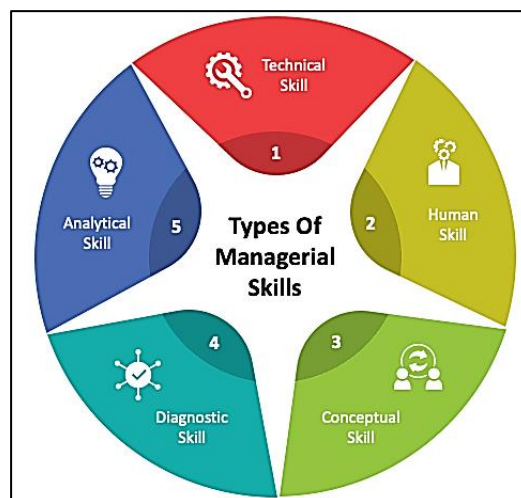 Technical
Skill
1
Human
Skill
2
Conceptual
Skill
3
Diagnostic
Skill
4
Analytical
Skill
5
Types Of
Managerial
Skills